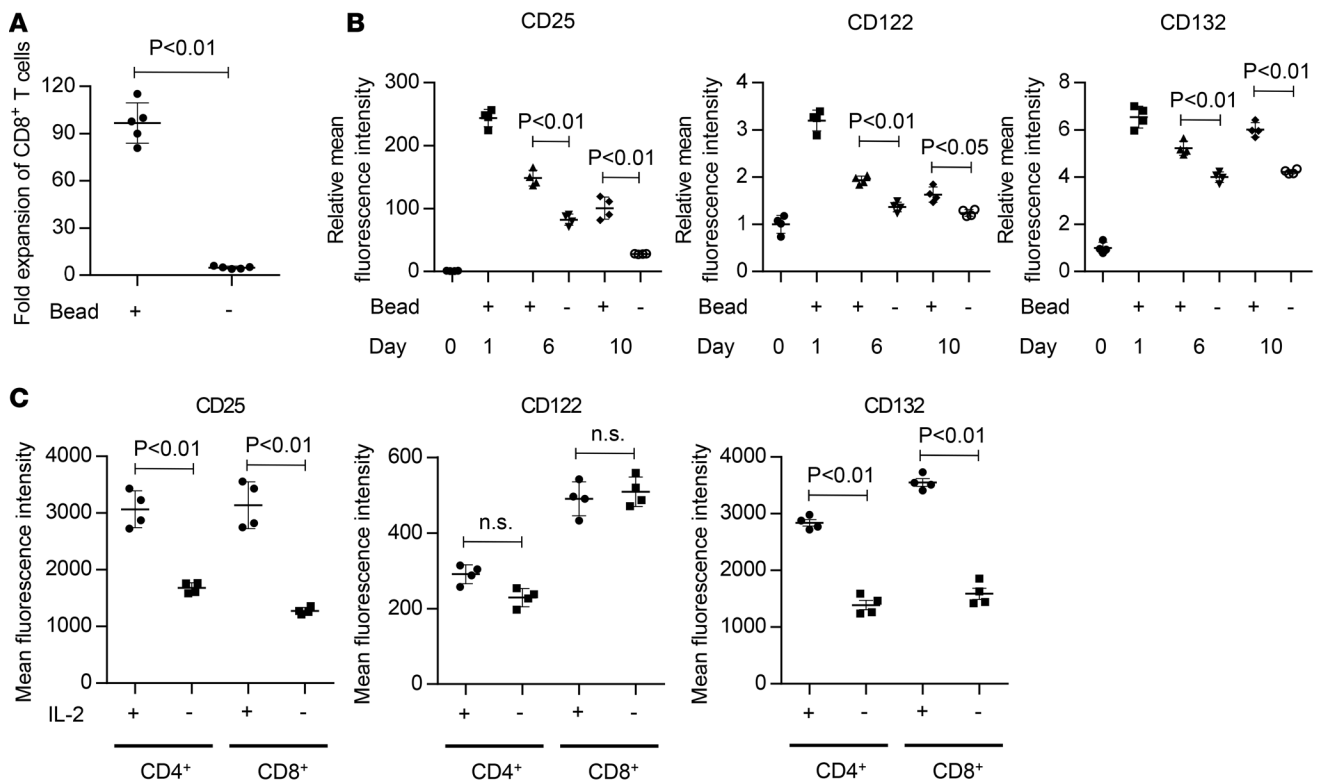 A
Fold expansion of CD8+ T cells
P<0.01
120
90
60
30
0
Bead + -
B
CD25
Relative mean
fluorescence intensity
300
200
100
0
P<0.01
P<0.01
Bead + + - + -
Day 0 1 6 10
CD122
Relative mean
fluorescence intensity
4
3
2
1
0
P<0.01
P<0.05
Bead + + - + -
Day 0 1 6 10
CD132
Relative mean
fluorescence intensity
8
6
4
2
0
P<0.01
P<0.01
Bead + + - + -
Day 0 1 6 10
C
CD25
Mean fluorescence intensity
4000
3000
2000
1000
0
P<0.01
P<0.01
IL-2 + - + -
CD4+ CD8+
CD122
Mean fluorescence intensity
600
400
200
0
n.s.
n.s.
+ - + -
CD4+ CD8+
CD132
Mean fluorescence intensity
4000
3000
2000
1000
0
P<0.01
P<0.01
+ - + -
CD4+ CD8+